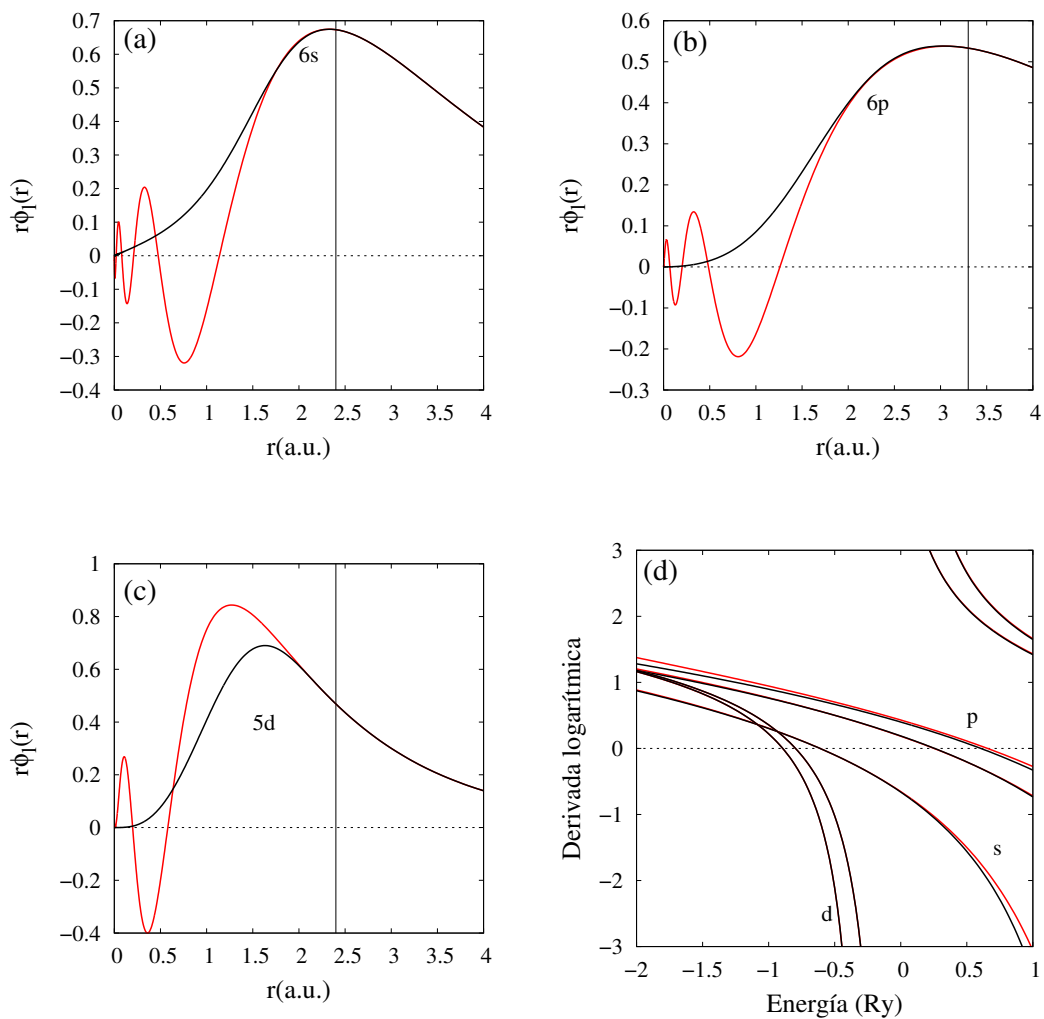 (a)
6s
rϕl(r)
0.7
0.6
0.5
0.4
0.3
0.2
0.1
0
−0.1
−0.2
−0.3
−0.4
0 0.5 1 1.5 2 2.5 3 3.5 4
r(a.u.)
(b)
6p
rϕl(r)
0.6
0.5
0.4
0.3
0.2
0.1
0
−0.1
−0.2
−0.3
0 0.5 1 1.5 2 2.5 3 3.5 4
r(a.u.)
(c)
5d
rϕl(r)
1
0.8
0.6
0.4
0.2
0
−0.2
−0.4
0 0.5 1 1.5 2 2.5 3 3.5 4
r(a.u.)
(d)
p
s
d
Derivada logarítmica
3
2
1
0
−1
−2
−3
−2 −1.5 −1 −0.5 0 0.5 1
Energía (Ry)